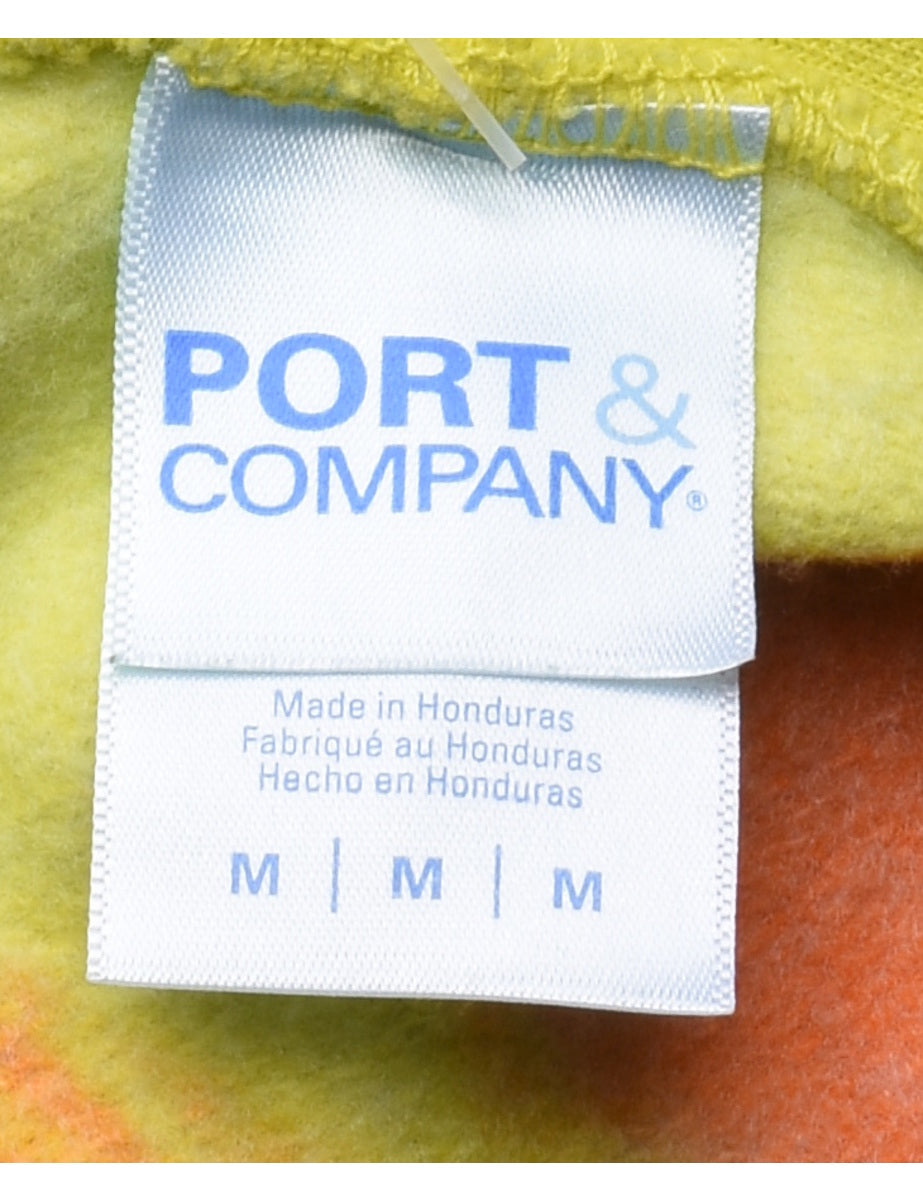 PORT &
COMPANY®
Made in Honduras
Fabriqué au Honduras
Hecho en Honduras
M | M | M